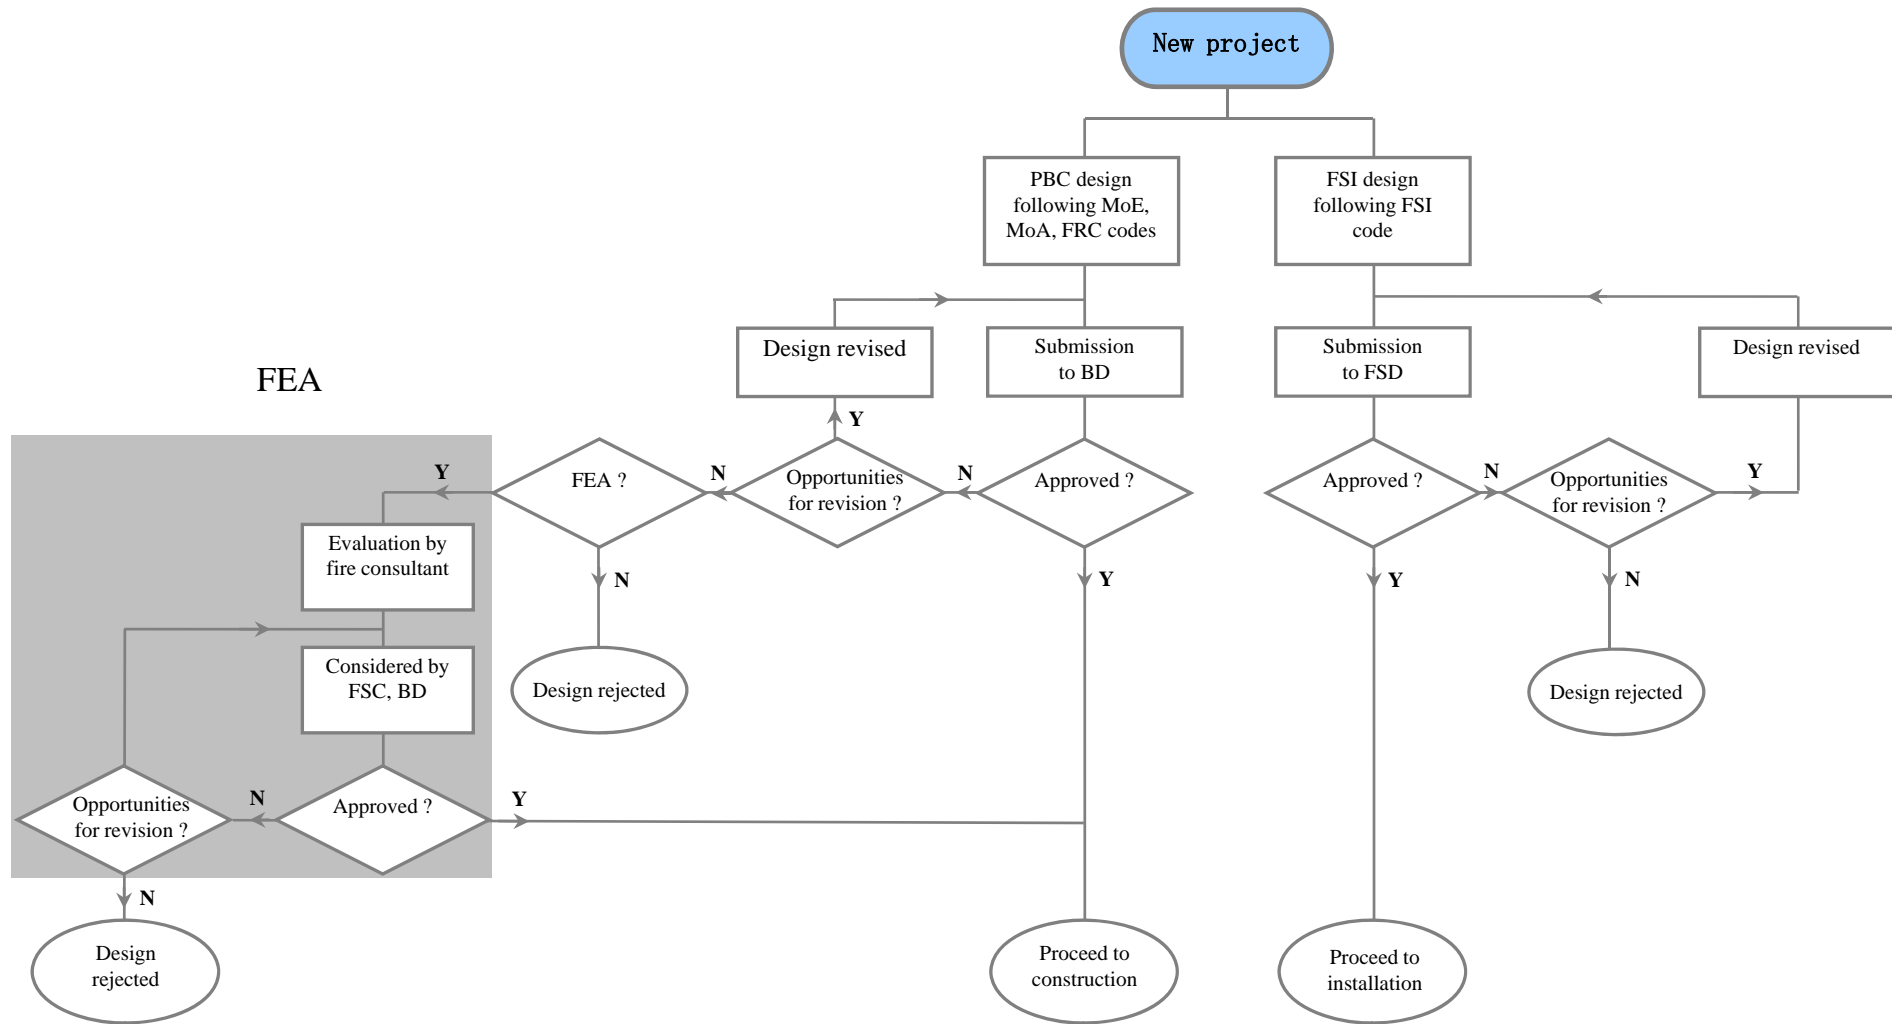 New project
PBC design
following MoE,
MoA, FRC codes
FSI design
following FSI
code
Design revised
Submission
to BD
Submission
to FSD
Design revised
FEA
Y
Y
N
N
N
Y
FEA ?
Opportunities
for revision ?
Approved ?
Approved ?
Opportunities
for revision ?
Evaluation by
fire consultant
N
Y
Y
N
Considered by
FSC, BD
Design rejected
Design rejected
Opportunities
for revision ?
N
Approved ?
Y
N
Design
rejected
Proceed to
construction
Proceed to
installation